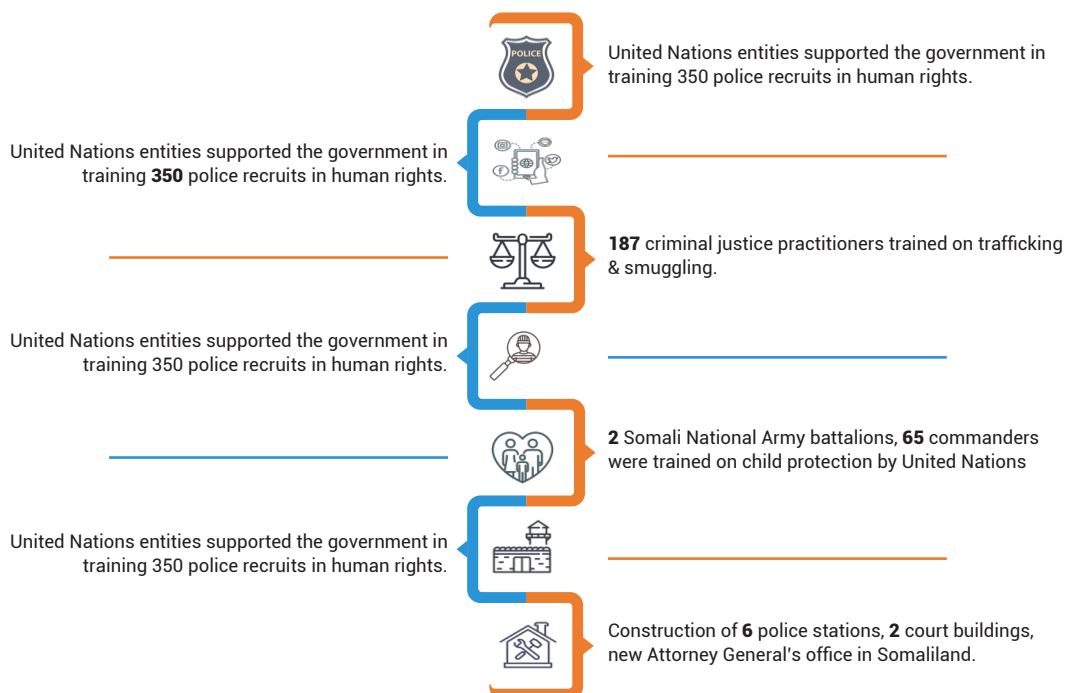 POLICE
United Nations entities supported the government in
training 350 police recruits in human rights.
United Nations entities supported the government in
training 350 police recruits in human rights.
187 criminal justice practitioners trained on trafficking
& smuggling.
United Nations entities supported the government in
training 350 police recruits in human rights.
2 Somali National Army battalions, 65 commanders
were trained on child protection by United Nations
United Nations entities supported the government in
training 350 police recruits in human rights.
Construction of 6 police stations, 2 court buildings,
new Attorney General's office in Somaliland.